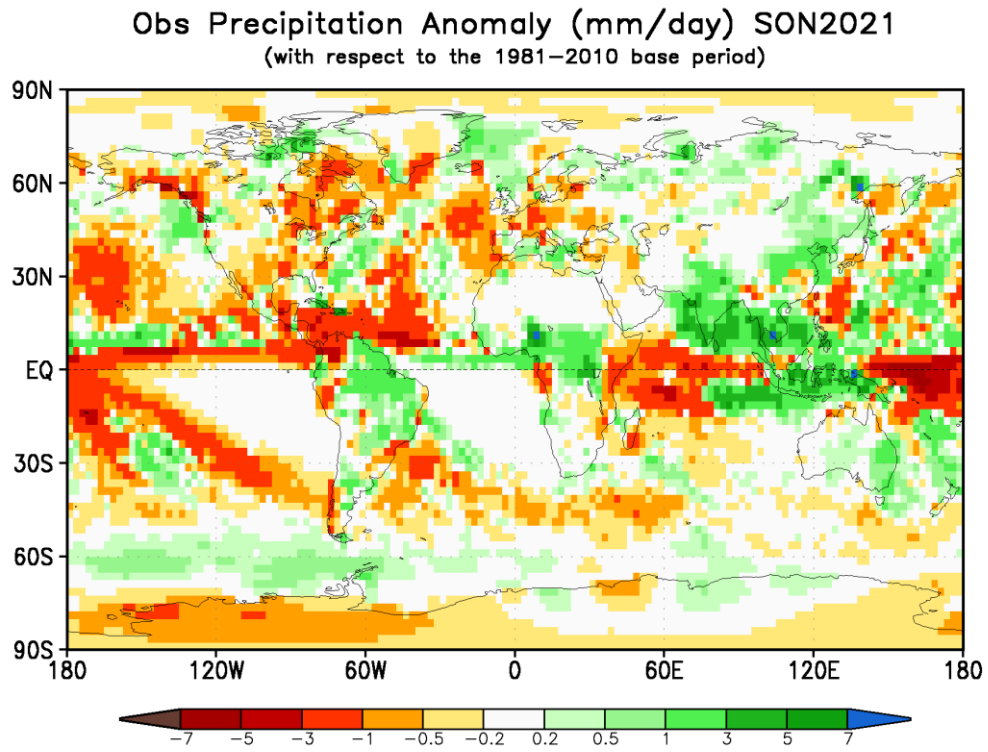 Obs Precipitation Anomaly (mm/day) SON2021
(with respect to the 1981−2010 base period)
90N
60N
30N
EQ
30S
60S
90S
180 120W 60W 0 60E 120E 180
−7 −5 −3 −1 −0.5 −0.2 0.2 0.5 1 3 5 7